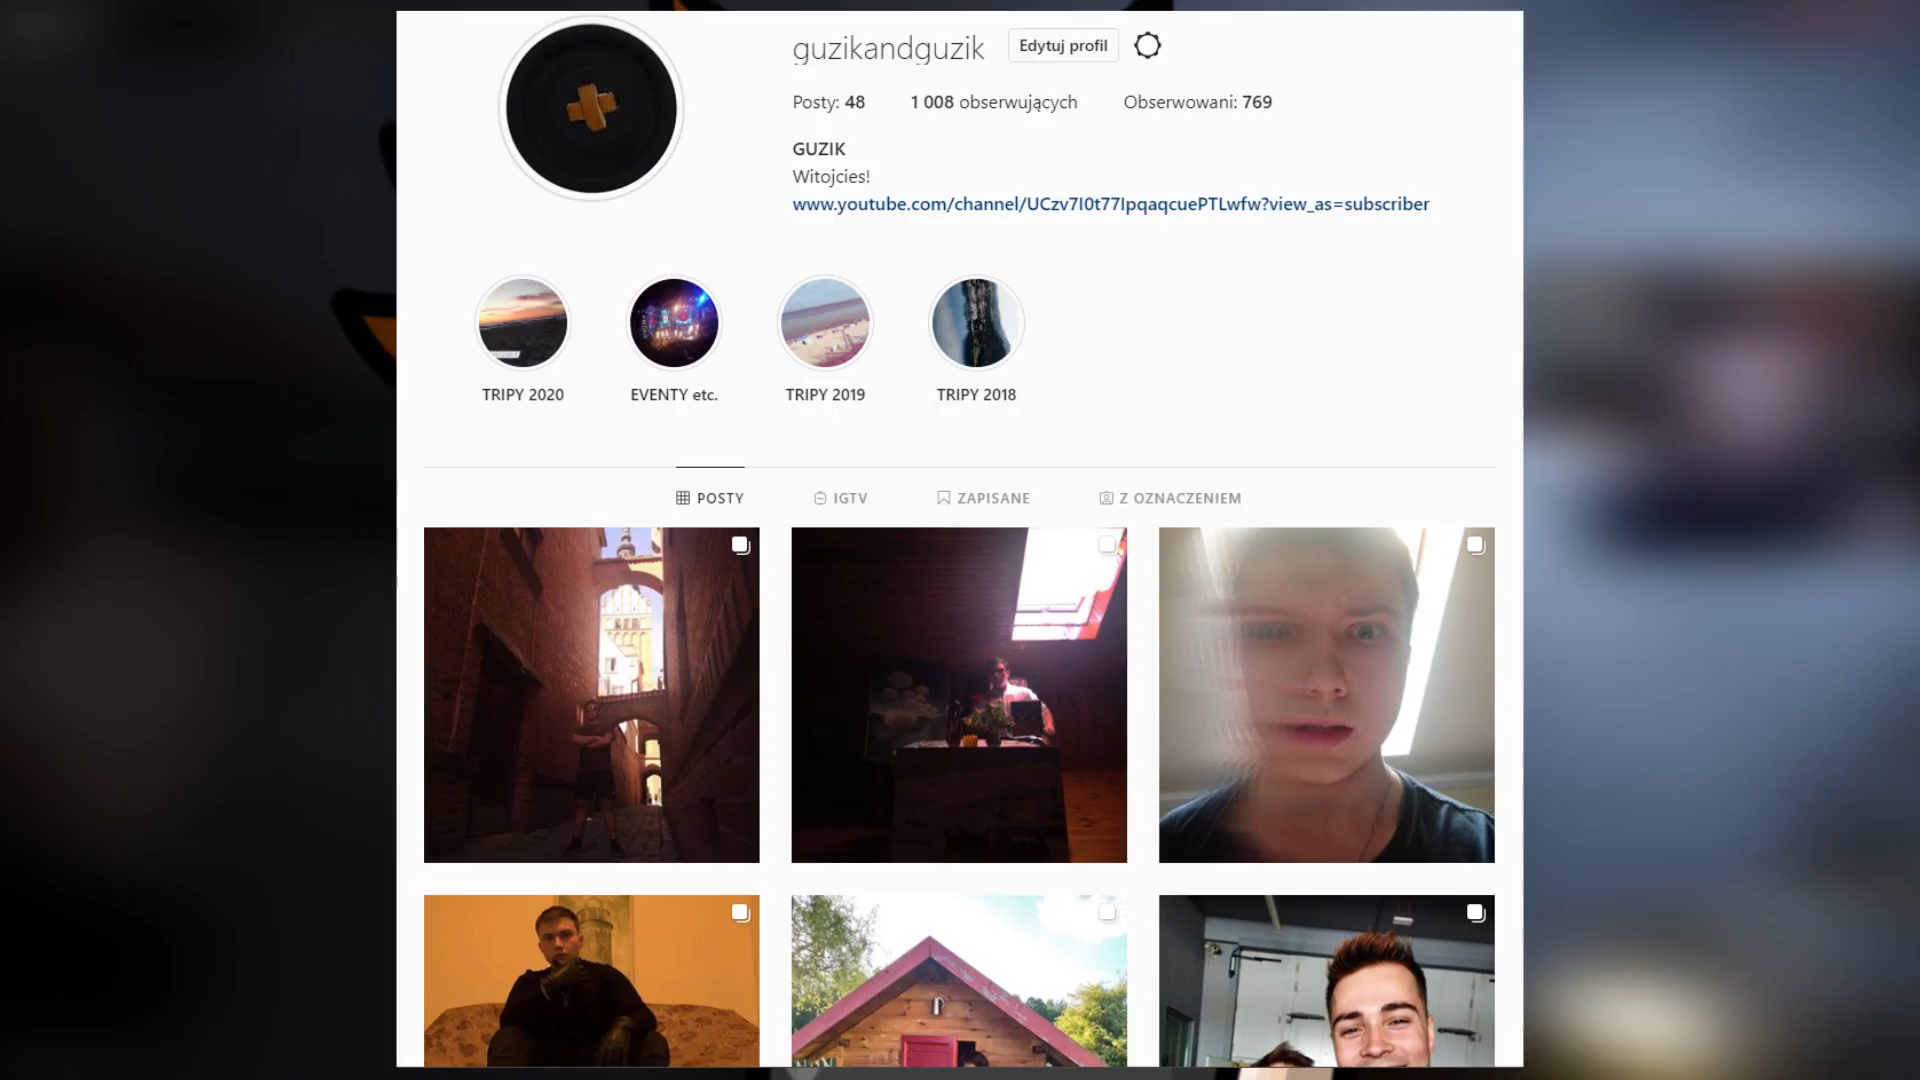 guzikandguzik Edytuj profil
Posty: 48 1 008 obserwujących Obserwowani: 769
GUZIK
Witojcies!
www.youtube.com/channel/UCzv7I0t77IpqaqcuePTLwfw?view_as=subscriber
TRIPY 2020 EVENTY etc. TRIPY 2019 TRIPY 2018
POSTY IGTV ZAPISANE Z OZNACZENIEM